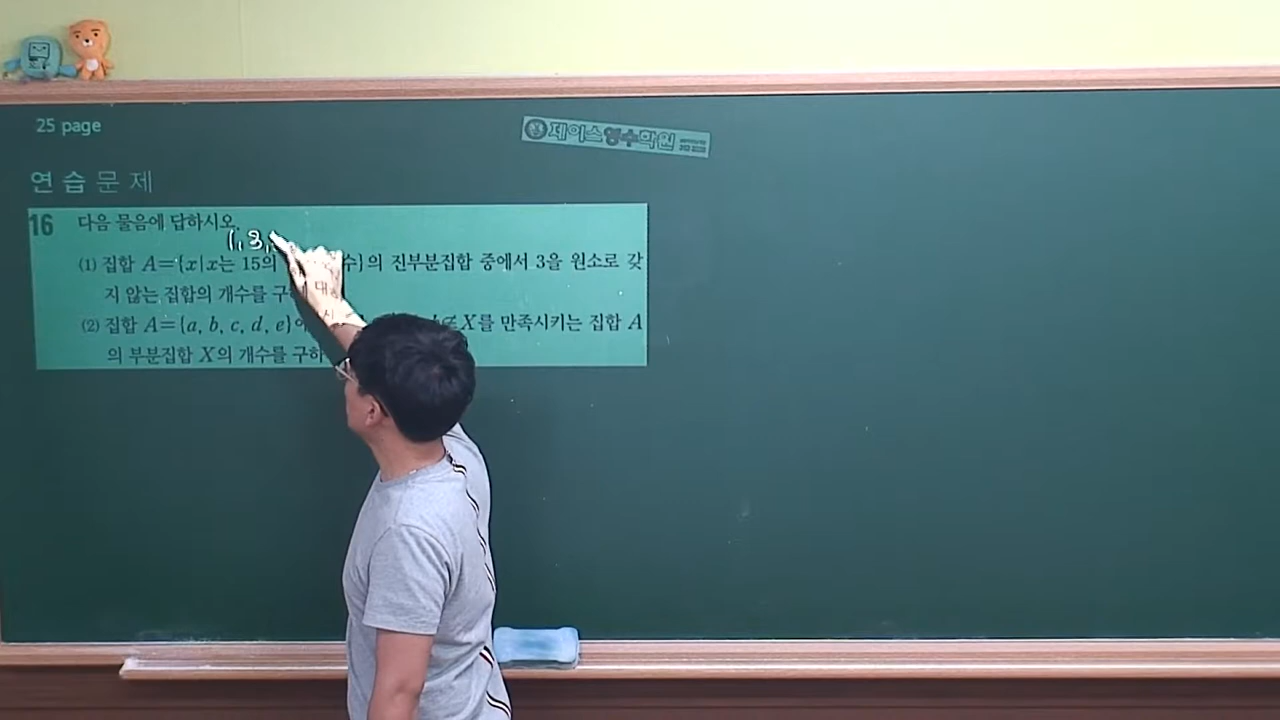 25 page
제이스영수학원
연습문제
16 다음 물음에 답하시오.
1, 3,
(1) 집합 A={x|x는 15의 수}의 진부분집합 중에서 3을 원소로 갖
지 않는 집합의 개수를 구하
(2) 집합 A={a, b, c, d, e}에 ∉X를 만족시키는 집합 A
의 부분집합 X의 개수를 구하